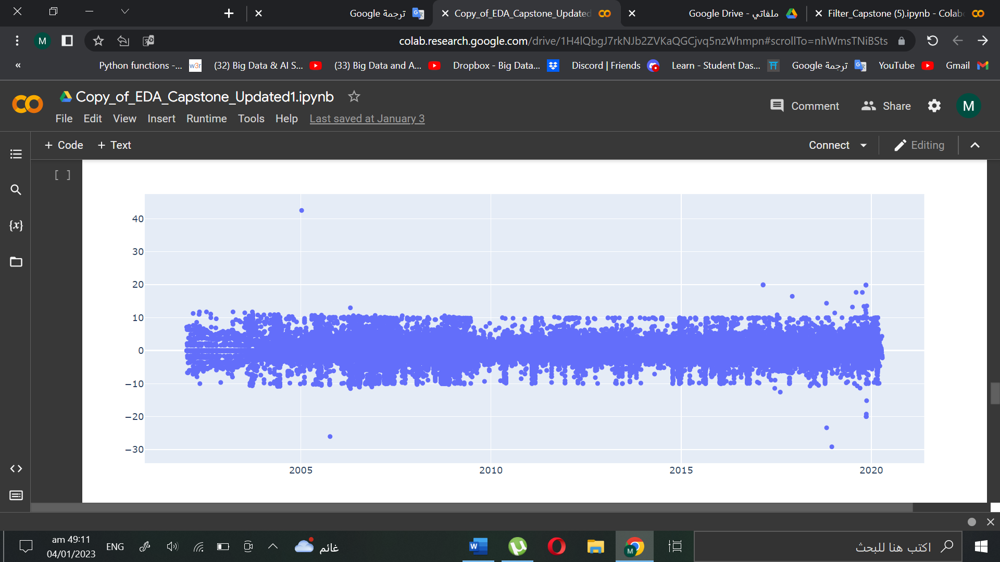 ترجمة Google
Copy_of_EDA_Capstone_Updated
ملفاتي - Google Drive
Filter_Capstone (5).ipynb - Colab
M
colab.research.google.com/drive/1H4lQbgJ7rkNJb2ZVKaQGCjvq5nzWhmpn#scrollTo=nhWmsTNiBSts
«
Python functions -...
w3r
(32) Big Data & AI S...
(33) Big Data and A...
Dropbox - Big Data...
Discord | Friends
Learn - Student Das...
ترجمة Google
YouTube
Gmail
Copy_of_EDA_Capstone_Updated1.ipynb
Comment
Share
M
File Edit View Insert Runtime Tools Help Last saved at January 3
+ Code + Text
Connect
Editing
[ ]
{x}
40
30
20
10
0
−10
−20
−30
2005 2010 2015 2020
am 49:11
04/01/2023
ENG
غائم
W
M
اكتب هنا للبحث